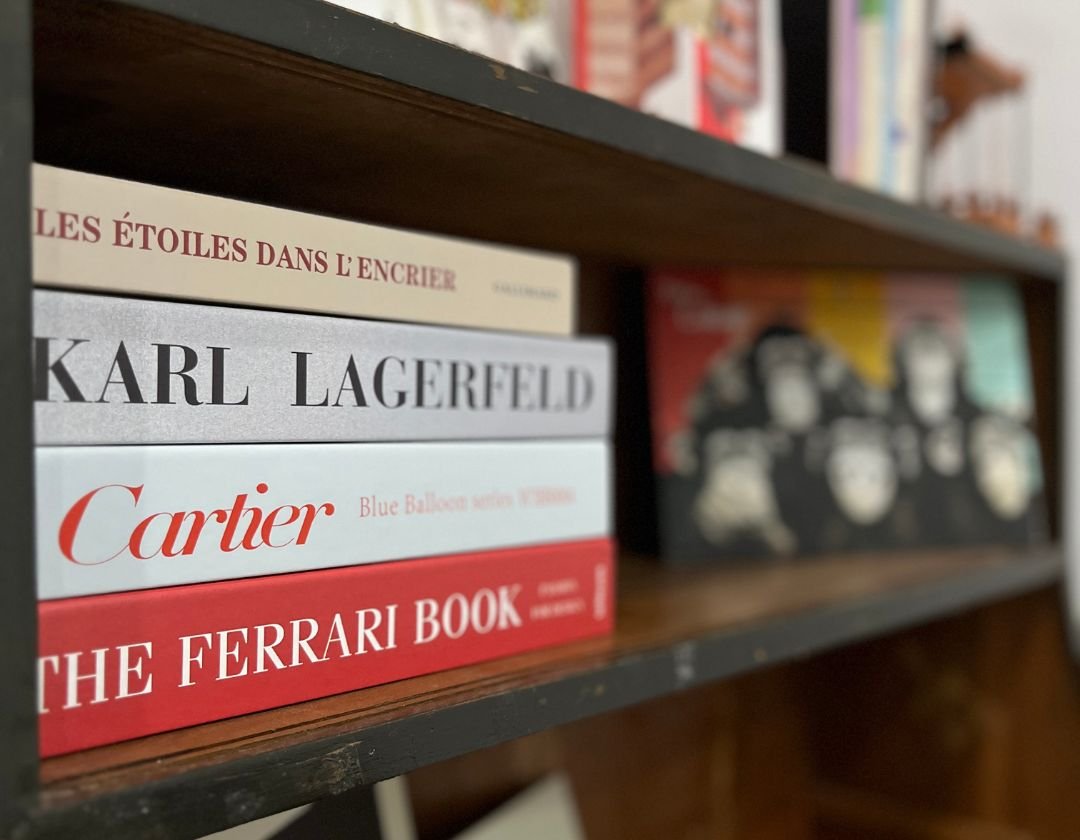 LES ÉTOILES DANS L'ENCRIER
KARL LAGERFELD
Cartier Blue Balloon series
THE FERRARI BOOK